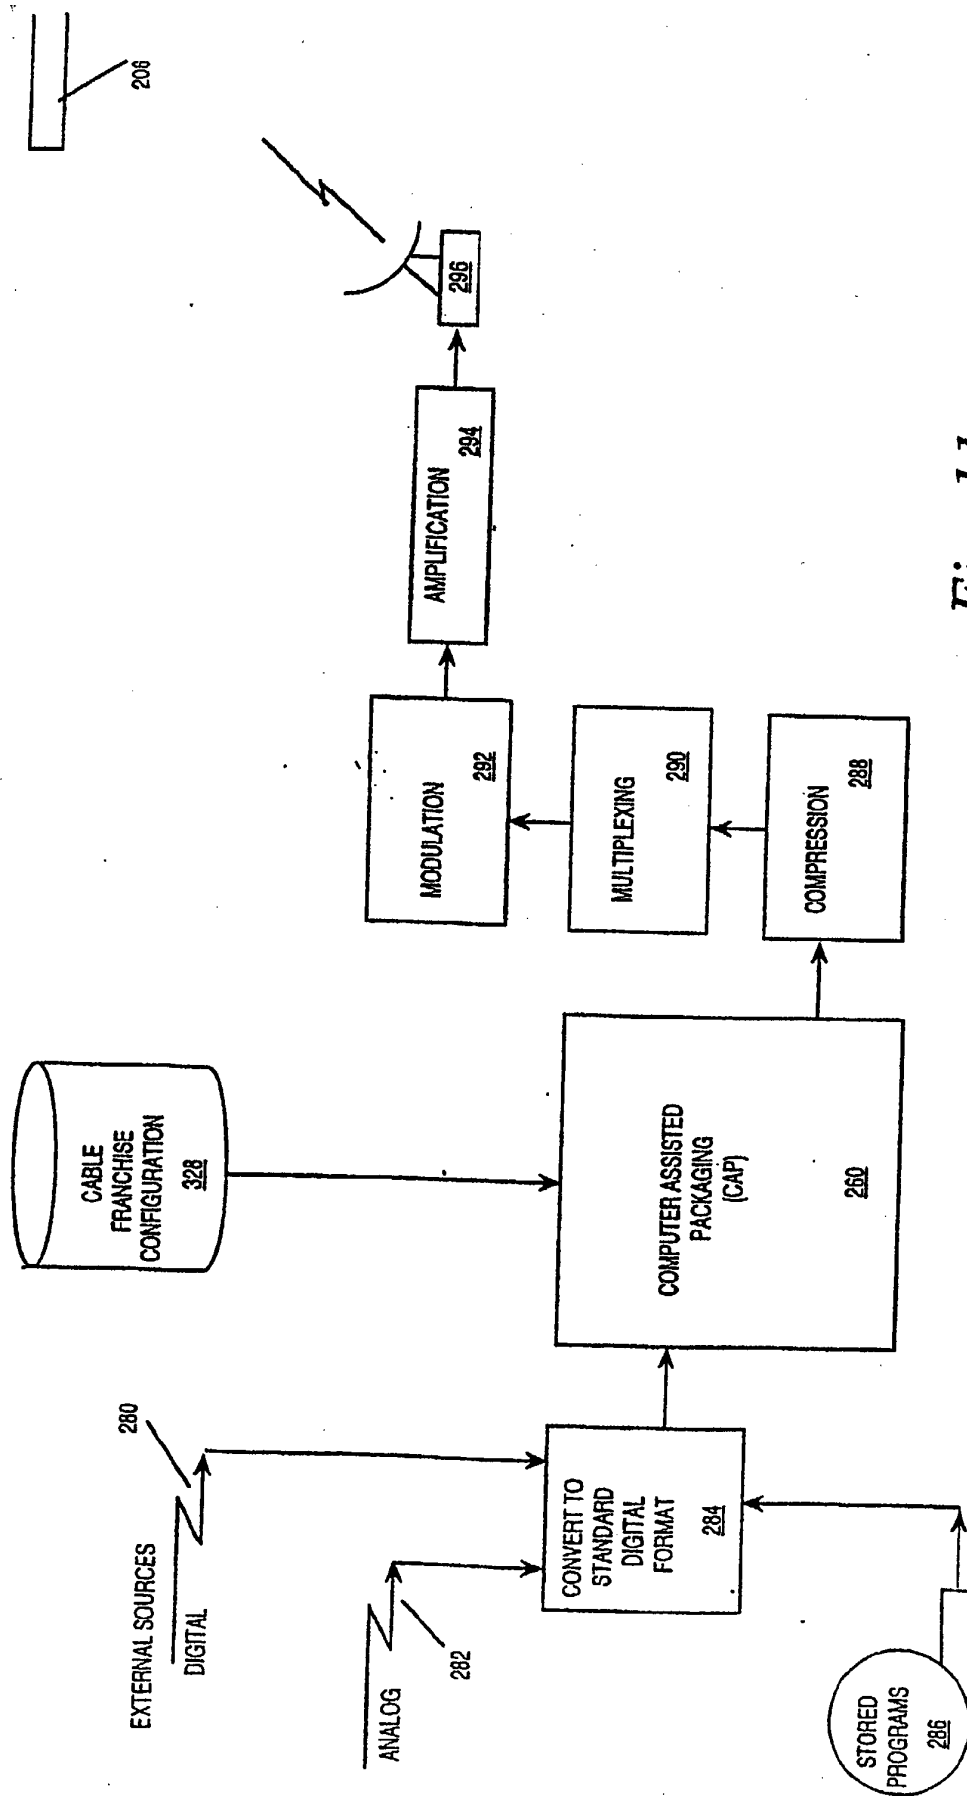 EXTERNAL SOURCES
DIGITAL
280
ANALOG
282
STORED
PROGRAMS
286
CONVERT TO
STANDARD
DIGITAL
FORMAT
284
CABLE
FRANCHISE
CONFIGURATION
328
COMPUTER ASSISTED
PACKAGING
(CAP)
260
COMPRESSION
288
MULTIPLEXING
290
MODULATION
292
AMPLIFICATION
294
296
206